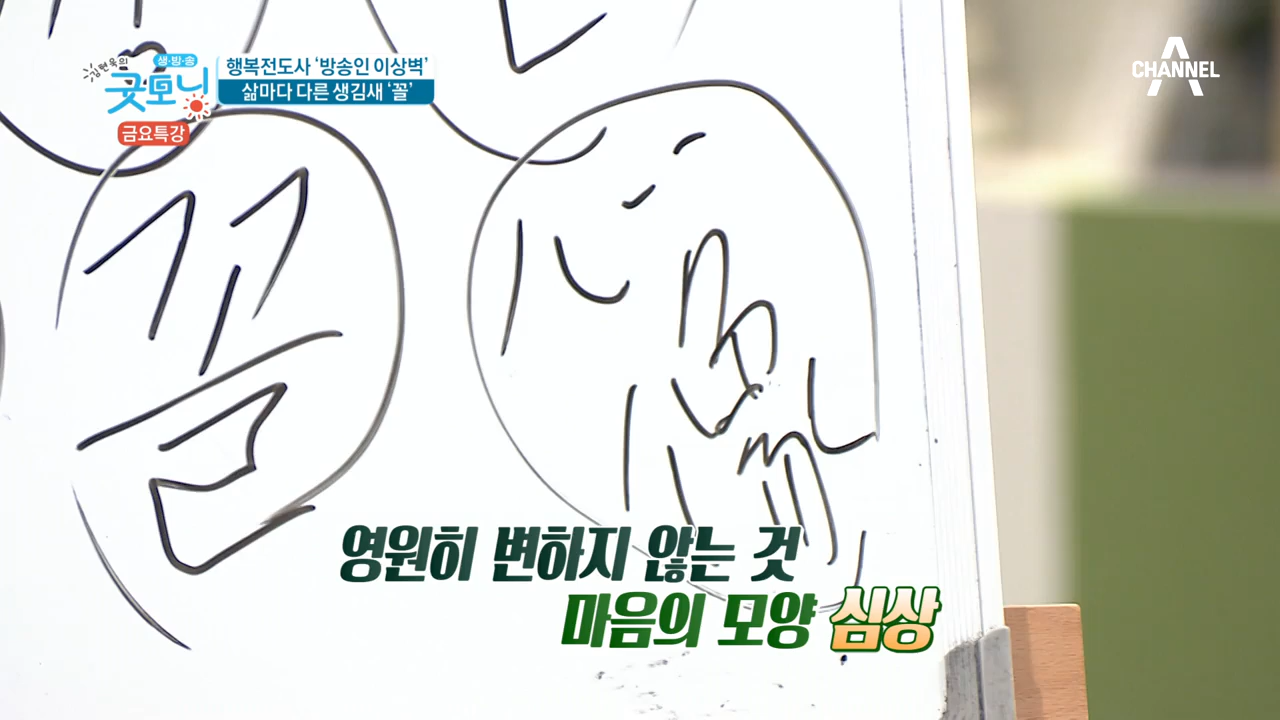 김현욱의 생·방·송
굿모닝
금요특강
행복전도사 ‘방송인 이상벽’
삶마다 다른 생김새 ‘꼴’
CHANNEL A
꼴
心
영원히 변하지 않는 것
마음의 모양 심상